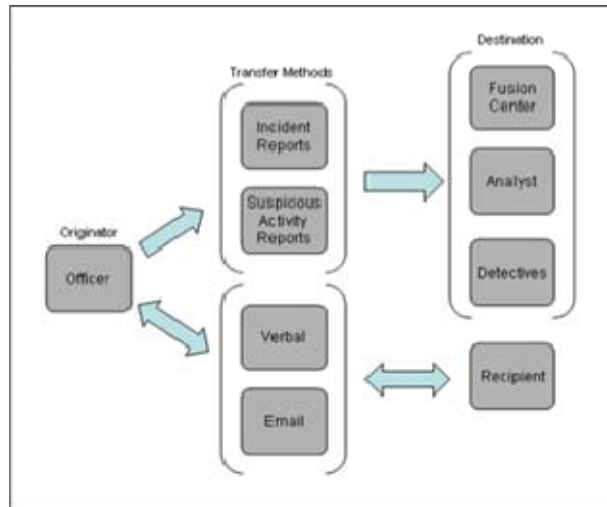 Destination
Transfer Methods
Fusion
Center
Incident
Reports
Analyst
Suspicious
Activity
Reports
Originator
Officer
Detectives
Verbal
Recipient
Email